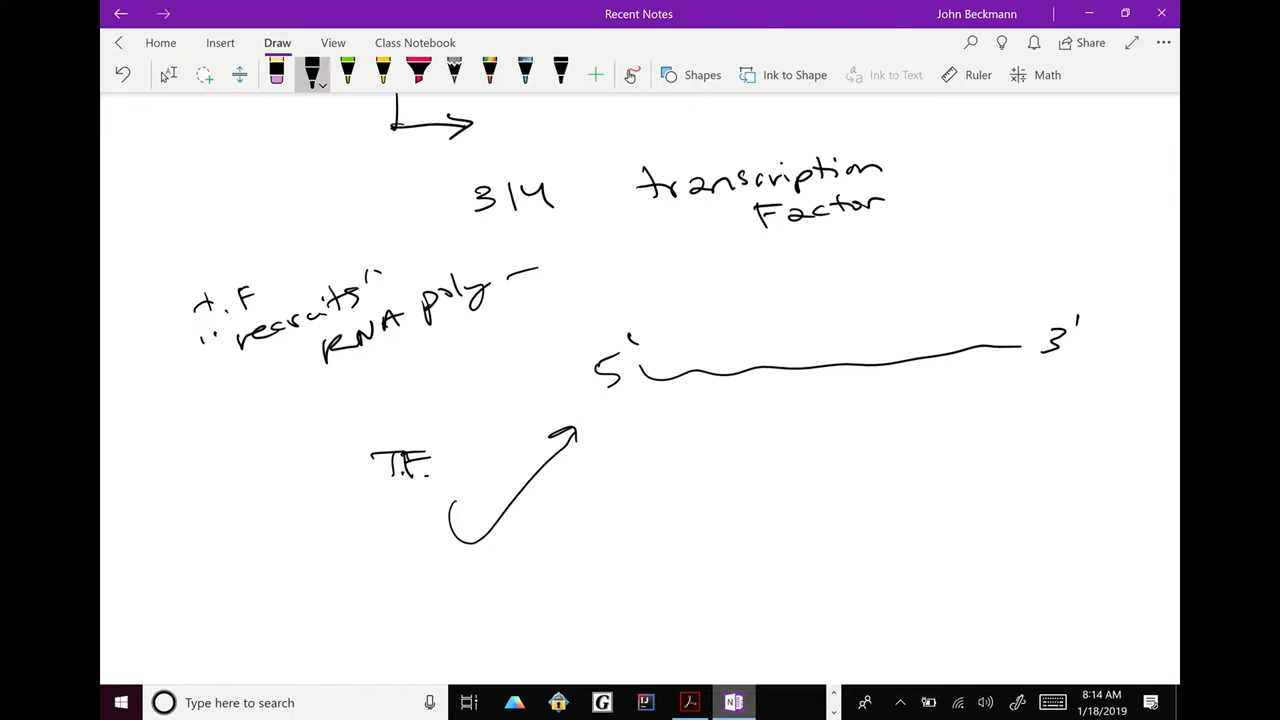 Recent Notes
John Beckmann
Home
Insert
Draw
View
Class Notebook
Share
Shapes
Ink to Shape
Ink to Text
Ruler
Math
314
transcription
Factor
t.F
"recruits"
RNA poly
5'
3'
T.F.
Type here to search
8:14 AM
1/18/2019